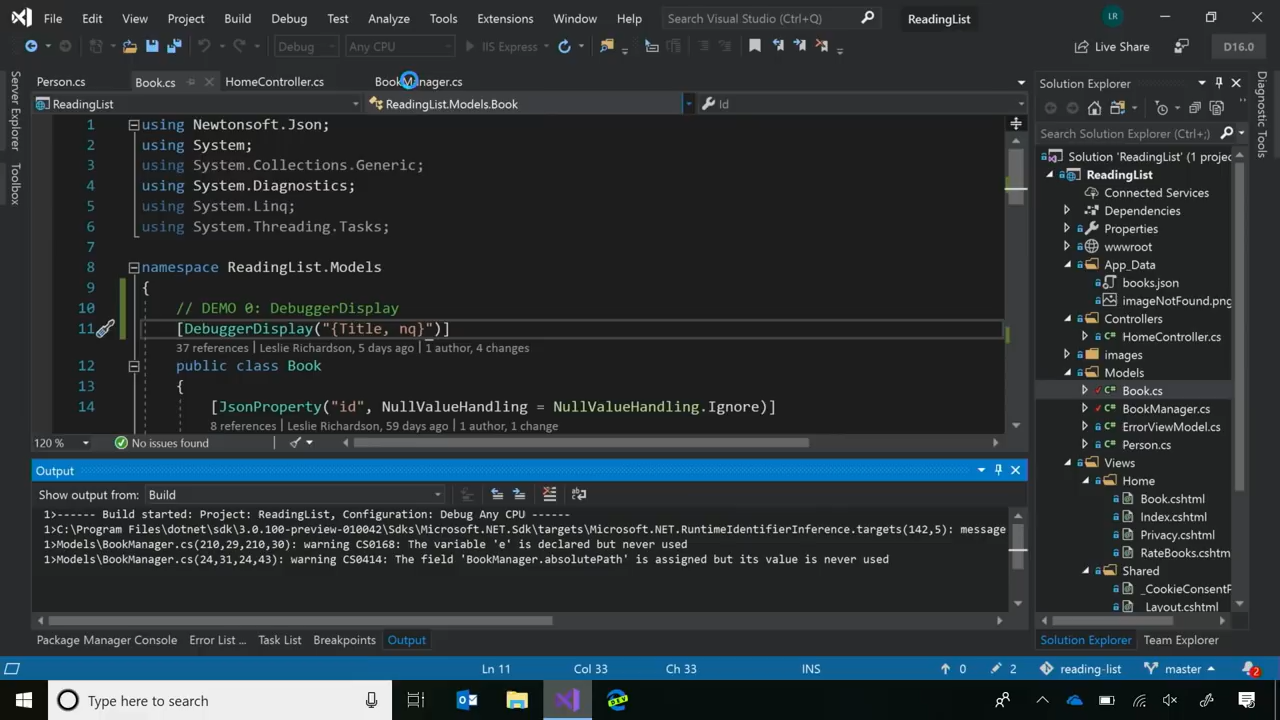 File Edit View Project Build Debug Test Analyze Tools Extensions Window Help Search Visual Studio (Ctrl+Q) ReadingList LR
Debug Any CPU IIS Express Live Share D16.0
Person.cs Book.cs HomeController.cs BookManager.cs
ReadingList ReadingList.Models.Book Id
Server Explorer
Toolbox
1 using Newtonsoft.Json;
2 using System;
3 using System.Collections.Generic;
4 using System.Diagnostics;
5 using System.Linq;
6 using System.Threading.Tasks;
7
8 namespace ReadingList.Models
9 {
10 // DEMO 0: DebuggerDisplay
11 [DebuggerDisplay("{Title, nq}")]
37 references | Leslie Richardson, 5 days ago | 1 author, 4 changes
12 public class Book
13 {
14 [JsonProperty("id", NullValueHandling = NullValueHandling.Ignore)]
8 references | Leslie Richardson, 59 days ago | 1 author, 1 change
120 % No issues found
Output
Show output from: Build
1>------ Build started: Project: ReadingList, Configuration: Debug Any CPU ------
1>C:\Program Files\dotnet\sdk\3.0.100-preview-010042\Sdks\Microsoft.NET.Sdk\targets\Microsoft.NET.RuntimeIdentifierInference.targets(142,5): message
1>Models\BookManager.cs(210,29,210,30): warning CS0168: The variable 'e' is declared but never used
1>Models\BookManager.cs(24,31,24,43): warning CS0414: The field 'BookManager.absolutePath' is assigned but its value is never used
Package Manager Console Error List ... Task List Breakpoints Output
Solution Explorer
Search Solution Explorer (Ctrl+;)
Solution 'ReadingList' (1 projec
ReadingList
Connected Services
Dependencies
Properties
wwwroot
App_Data
books.json
imageNotFound.png
Controllers
HomeController.cs
images
Models
Book.cs
BookManager.cs
ErrorViewModel.cs
Person.cs
Views
Home
Book.cshtml
Index.cshtml
Privacy.cshtml
RateBooks.cshtm
Shared
_CookieConsentP
_Layout.cshtml
Solution Explorer Team Explorer
Diagnostic Tools
Ln 11 Col 33 Ch 33 INS 0 2 reading-list master 2
Type here to search